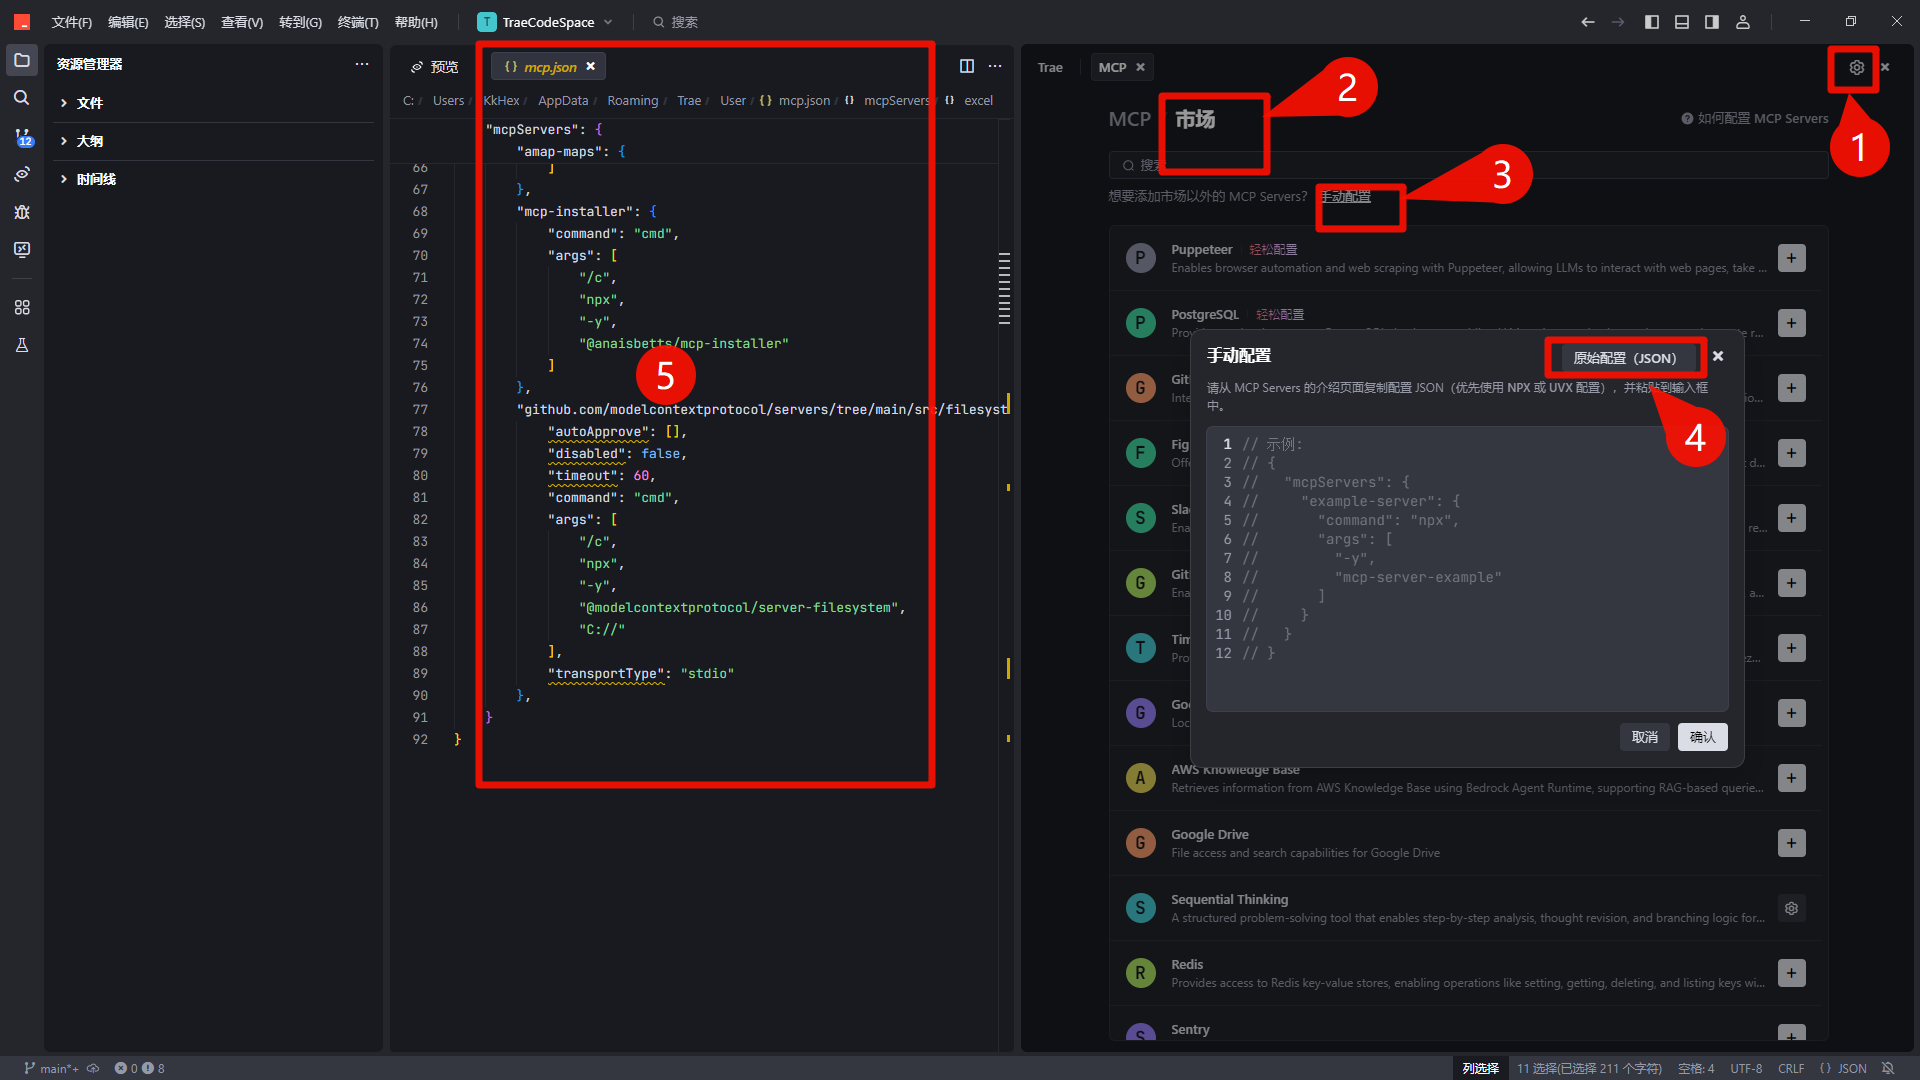 文件(F) 编辑(E) 选择(S) 查看(V) 转到(G) 终端(T) 帮助(H) T TraeCodeSpace 搜索
资源管理器
文件
大纲
时间线
12
预览 {} mcp.json
C: / Users / KkHex / AppData / Roaming / Trae / User / {} mcp.json / {} mcpServers / {} excel
"mcpServers": {
"amap-maps": {
66 ]
67 },
68 "mcp-installer": {
69 "command": "cmd",
70 "args": [
71 "/c",
72 "npx",
73 "-y",
74 "@anaisbetts/mcp-installer"
75 ]
76 },
77 "github.com/modelcontextprotocol/servers/tree/main/src/filesyst
78 "autoApprove": [],
79 "disabled": false,
80 "timeout": 60,
81 "command": "cmd",
82 "args": [
83 "/c",
84 "npx",
85 "-y",
86 "@modelcontextprotocol/server-filesystem",
87 "C://"
88 ],
89 "transportType": "stdio"
90 },
91 }
92 }
5
Trae MCP
1
MCP 市场
2
如何配置 MCP Servers
搜索
3
想要添加市场以外的 MCP Servers? 手动配置
P Puppeteer 轻松配置
Enables browser automation and web scraping with Puppeteer, allowing LLMs to interact with web pages, take ...
P PostgreSQL 轻松配置
G
F
S
G
T
G
手动配置 原始配置（JSON）
请从 MCP Servers 的介绍页面复制配置 JSON（优先使用 NPX 或 UVX 配置），并粘贴到输入框
中。
4
1 // 示例:
2 // {
3 // "mcpServers": {
4 // "example-server": {
5 // "command": "npx",
6 // "args": [
7 // "-y",
8 // "mcp-server-example"
9 // ]
10 // }
11 // }
12 // }
取消 确认
A AWS Knowledge Base
Retrieves information from AWS Knowledge Base using Bedrock Agent Runtime, supporting RAG-based querie...
G Google Drive
File access and search capabilities for Google Drive
S Sequential Thinking
A structured problem-solving tool that enables step-by-step analysis, thought revision, and branching logic for...
R Redis
Provides access to Redis key-value stores, enabling operations like setting, getting, deleting, and listing keys wi...
S Sentry
main*+ 0 8 列选择 11 选择(已选择 211 个字符) 空格: 4 UTF-8 CRLF {} JSON